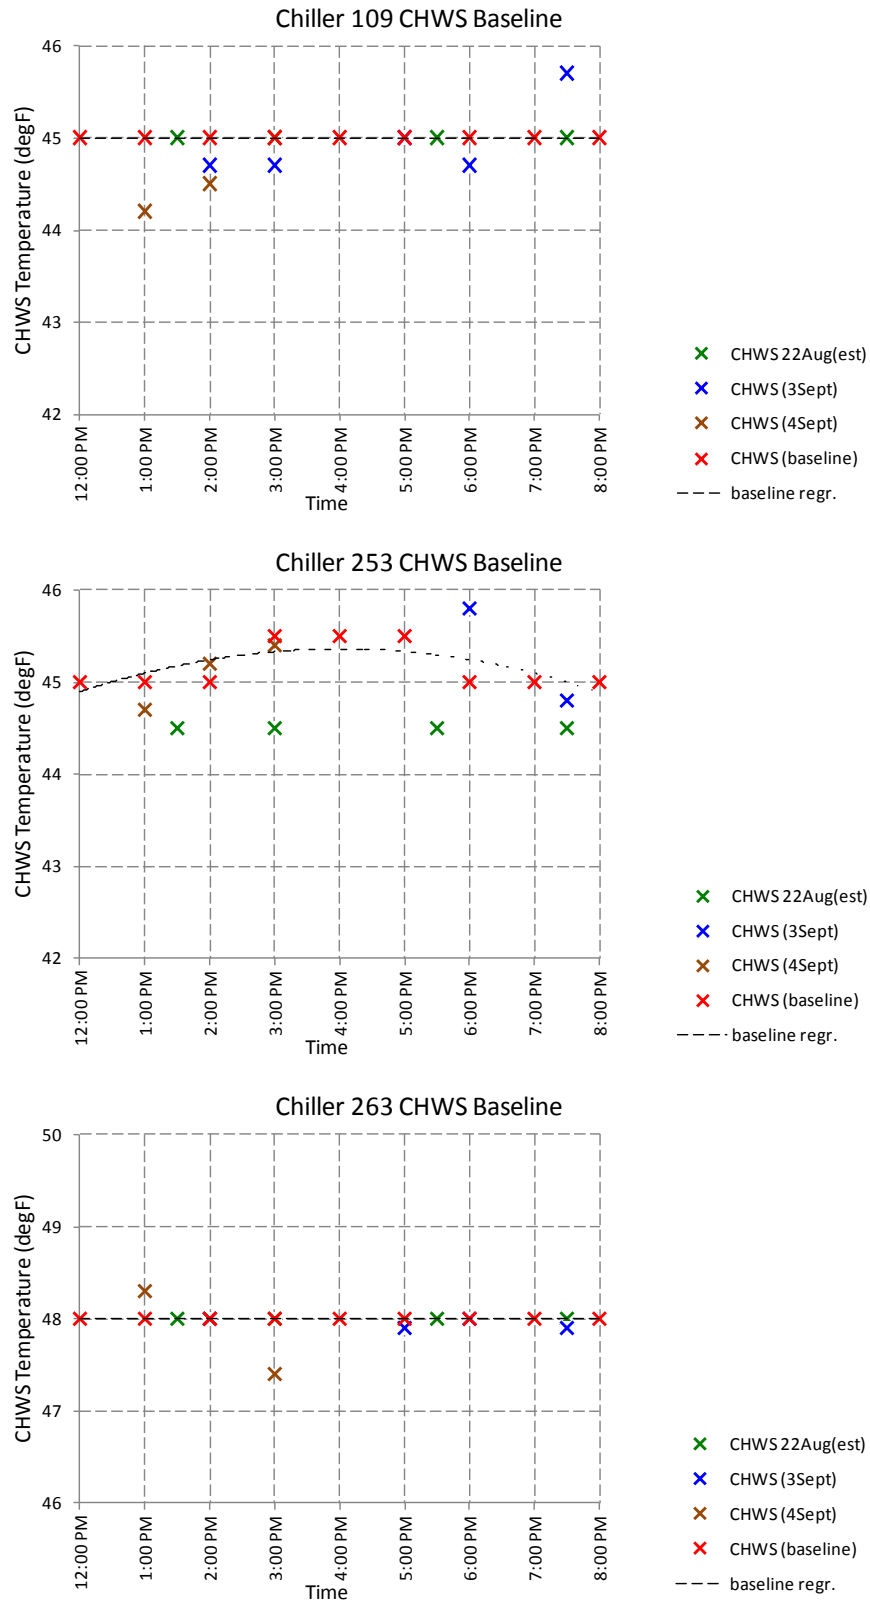 Chiller 109 CHWS Baseline
CHWS Temperature (degF)
46
45
44
43
42
12:00 PM
1:00 PM
2:00 PM
3:00 PM
4:00 PM
5:00 PM
6:00 PM
7:00 PM
8:00 PM
Time
CHWS 22Aug(est)
CHWS (3Sept)
CHWS (4Sept)
CHWS (baseline)
baseline regr.
Chiller 253 CHWS Baseline
CHWS Temperature (degF)
46
45
44
43
42
12:00 PM
1:00 PM
2:00 PM
3:00 PM
4:00 PM
5:00 PM
6:00 PM
7:00 PM
8:00 PM
Time
CHWS 22Aug(est)
CHWS (3Sept)
CHWS (4Sept)
CHWS (baseline)
baseline regr.
Chiller 263 CHWS Baseline
CHWS Temperature (degF)
50
49
48
47
46
12:00 PM
1:00 PM
2:00 PM
3:00 PM
4:00 PM
5:00 PM
6:00 PM
7:00 PM
8:00 PM
Time
CHWS 22Aug(est)
CHWS (3Sept)
CHWS (4Sept)
CHWS (baseline)
baseline regr.